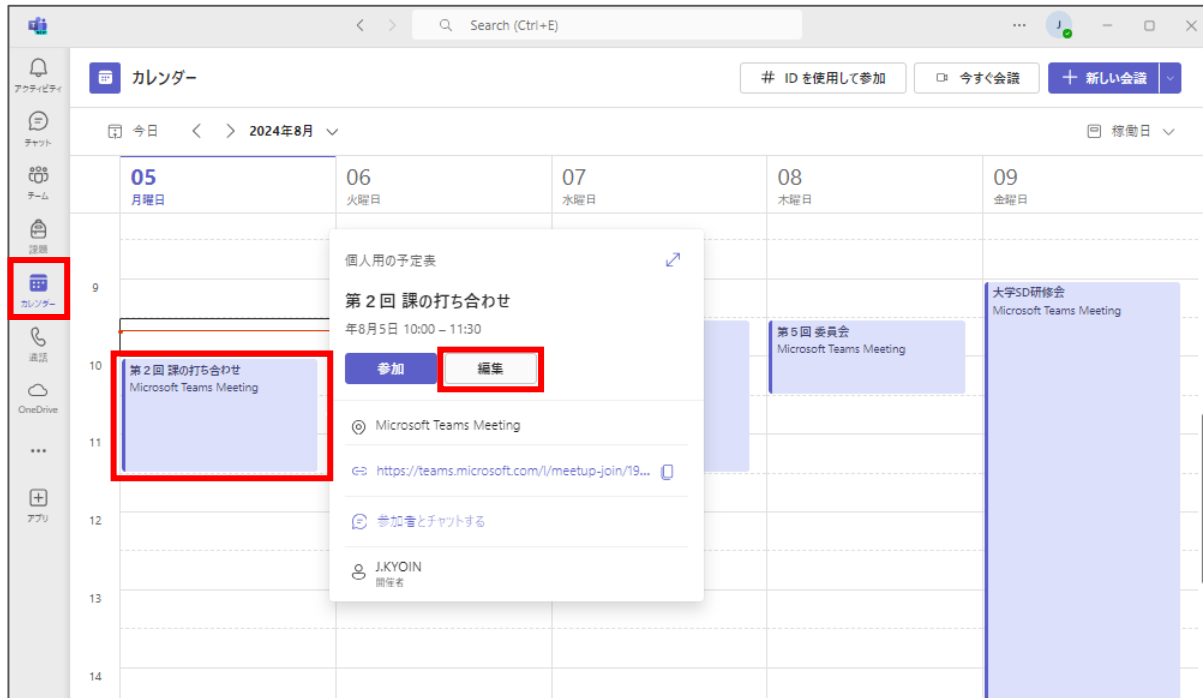 Search (Ctrl+E)
J
アクティビティ
チャット
チーム
課題
カレンダー
通話
OneDrive
アプリ
カレンダー
ID を使用して参加
今すぐ会議
新しい会議
今日
2024年8月
稼働日
05
月曜日
06
火曜日
07
水曜日
08
木曜日
09
金曜日
9
10
11
12
13
14
第２回 課の打ち合わせ
Microsoft Teams Meeting
個人用の予定表
第２回 課の打ち合わせ
年8月5日 10:00 – 11:30
参加
編集
Microsoft Teams Meeting
https://teams.microsoft.com/l/meetup-join/19...
参加者とチャットする
J.KYOIN
開催者
第５回 委員会
Microsoft Teams Meeting
大学SD研修会
Microsoft Teams Meeting